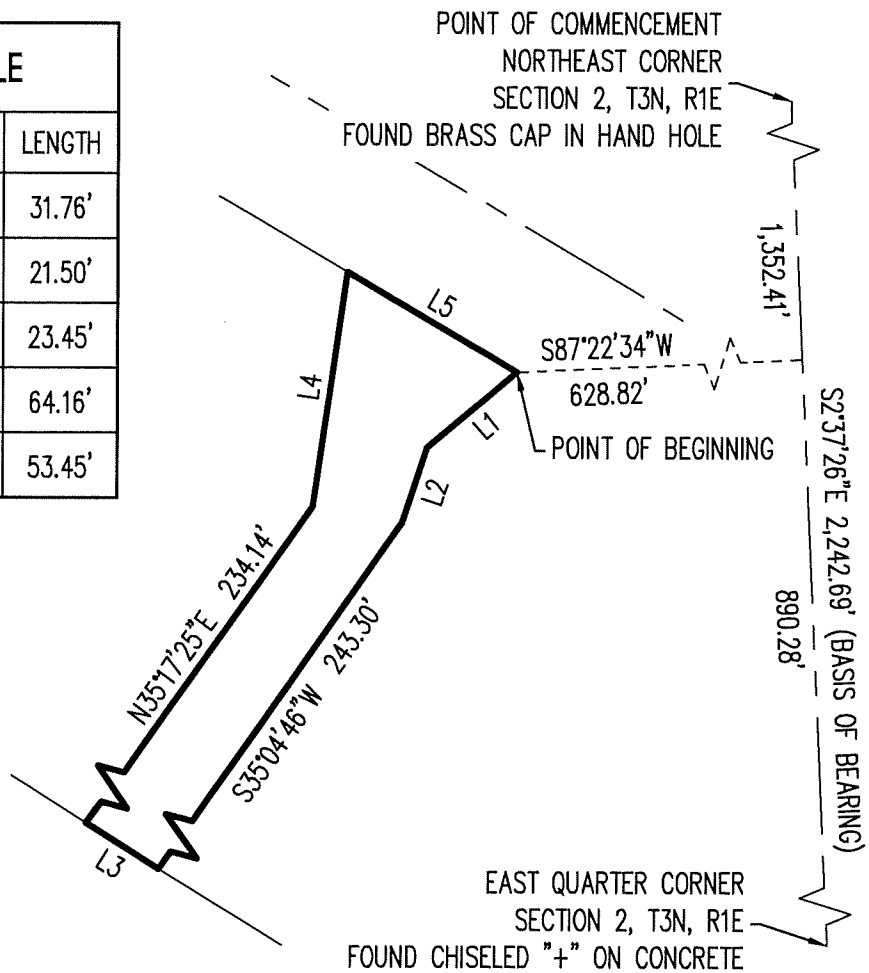 LE
LENGTH
31.76'
21.50'
23.45'
64.16'
53.45'
POINT OF COMMENCEMENT
NORTHEAST CORNER
SECTION 2, T3N, R1E
FOUND BRASS CAP IN HAND HOLE
1,352.41'
L5
S87°22'34"W
628.82'
L4
L1
POINT OF BEGINNING
L2
S2°37'26"E 2,242.69' (BASIS OF BEARING)
890.28'
N35°17'25"E 234.14'
S35°04'46"W 243.30'
L3
EAST QUARTER CORNER
SECTION 2, T3N, R1E
FOUND CHISELED "+" ON CONCRETE